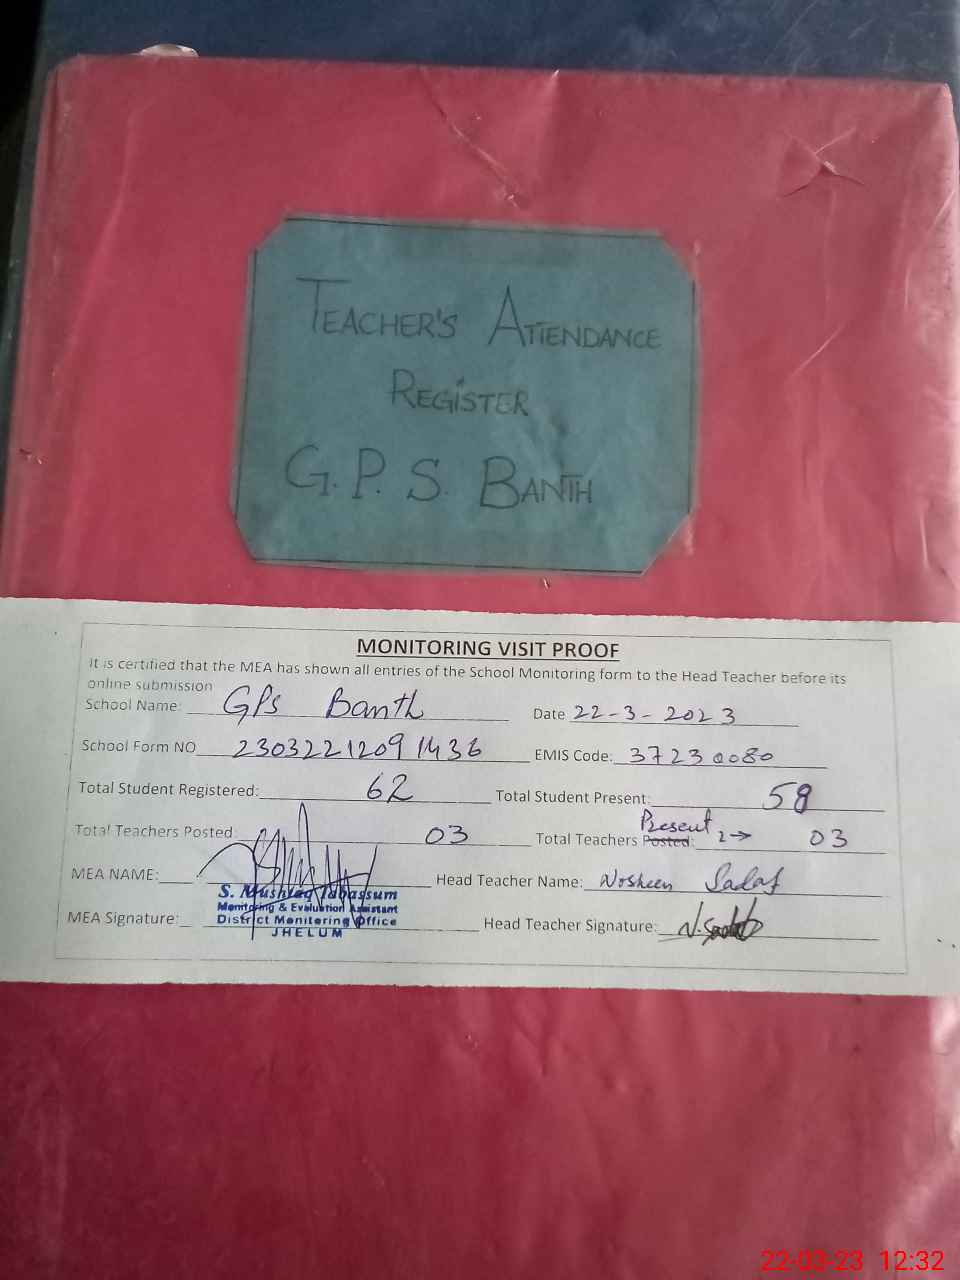 TEACHER'S ATTENDANCE
REGISTER
G.P.S. BANTH
MONITORING VISIT PROOF
It is certified that the MEA has shown all entries of the School Monitoring form to the Head Teacher before its
online submission
School Name: GPS Banth Date 22-3-2023
School Form NO 2303221209 1436 EMIS Code: 37230080
Total Student Registered: 62 Total Student Present: 58
Total Teachers Posted: 03 Total Teachers Posted: Present 2→ 03
MEA NAME: Head Teacher Name: Nosheen Sadaf
S. Mushtaq Tabassum
Monitoring & Evaluation Assistant
MEA Signature: District Monitoring Office Head Teacher Signature: N.Sadaf
JHELUM
22-03-23 12:32